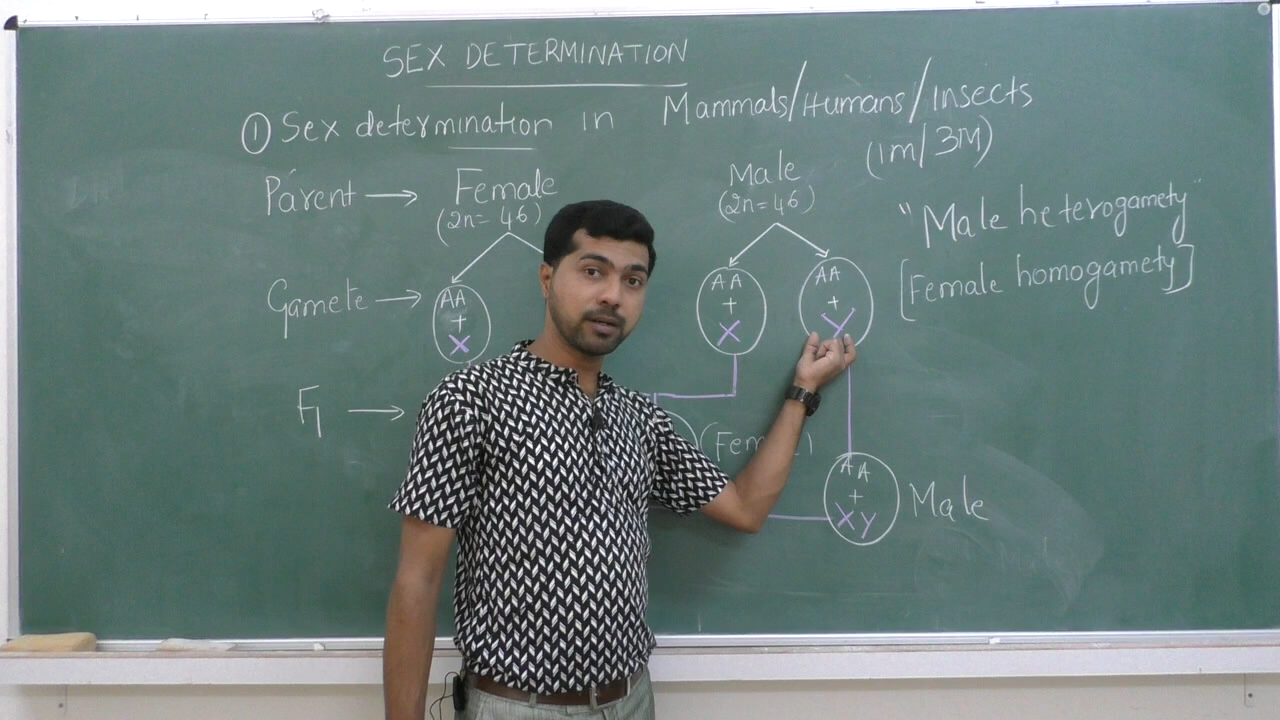 SEX DETERMINATION
① Sex determination in Mammals/Humans/Insects
(1m/3M)
Parent → Female Male
(2n=46) (2n=46)
"Male heterogamety"
[Female homogamety]
Gamete → AA + X AA + X AA + Y
F1 →
AA + XY Male